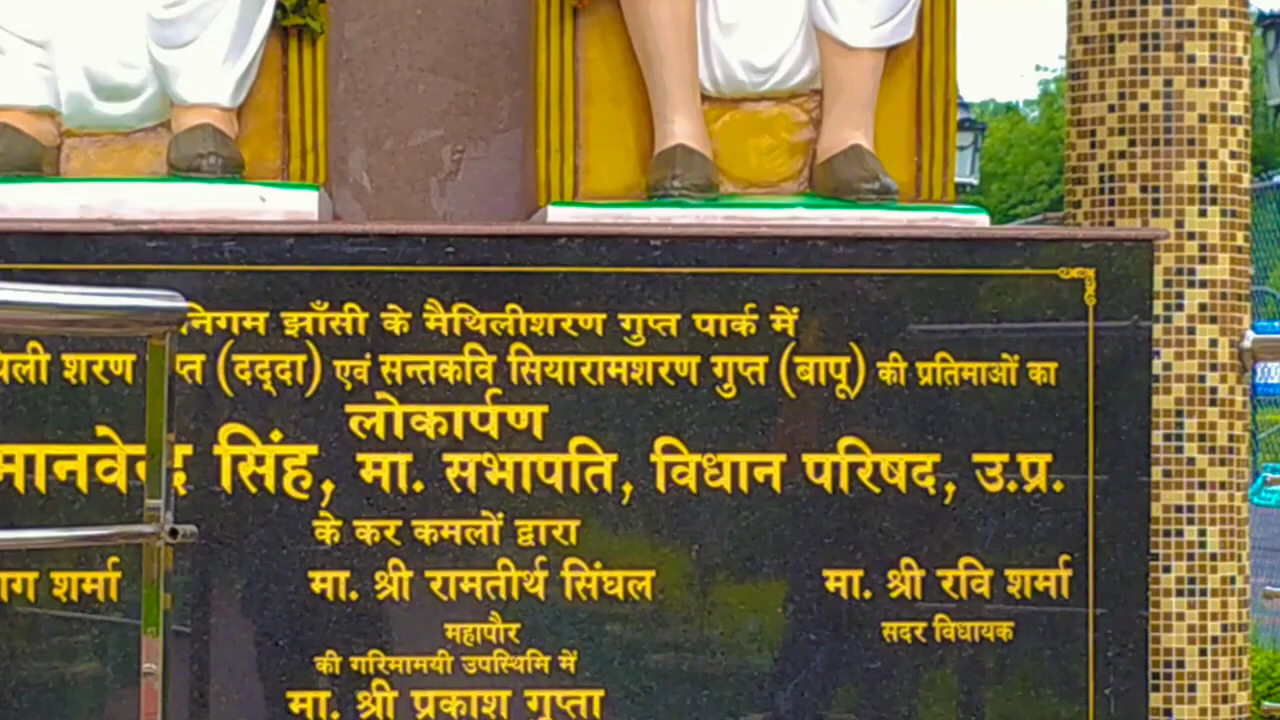 निगम झाँसी के मैथिलीशरण गुप्त पार्क में
शरण (दद्दा) एवं सन्तकवि सियारामशरण गुप्त (बापू) की प्रतिमाओं का
लोकार्पण
सिंह, मा. सभापति, विधान परिषद, उ.प्र.
के कर कमलों द्वारा
शर्मा मा. श्री रामतीर्थ सिंघल मा. श्री रवि शर्मा
महापौर सदर विधायक
की गरिमामयी उपस्थिमि में
मा. श्री प्रकाश गुप्ता